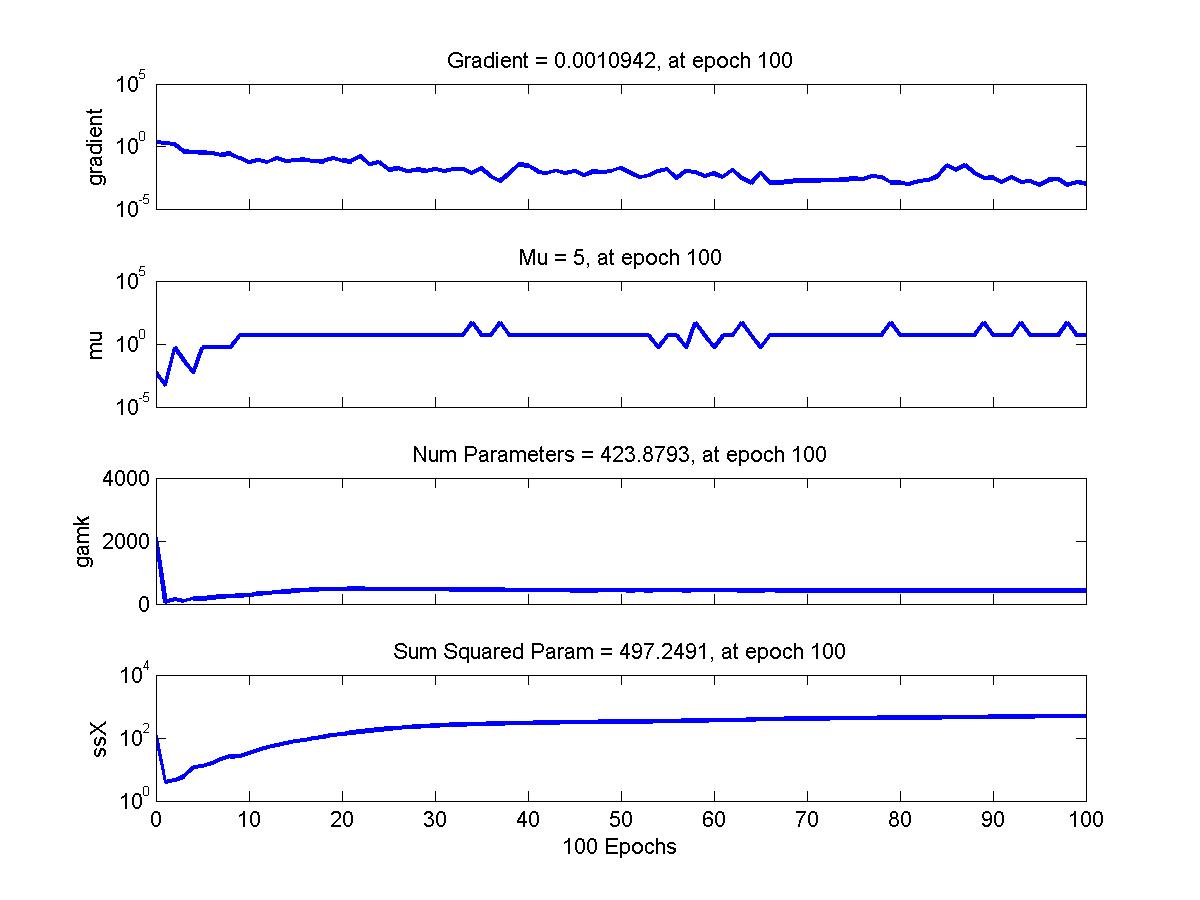 Gradient = 0.0010942, at epoch 100
10^5
10^0
10^-5
gradient
Mu = 5, at epoch 100
10^5
10^0
10^-5
mu
Num Parameters = 423.8793, at epoch 100
4000
2000
0
gamk
Sum Squared Param = 497.2491, at epoch 100
10^4
10^2
10^0
ssX
0 10 20 30 40 50 60 70 80 90 100
100 Epochs